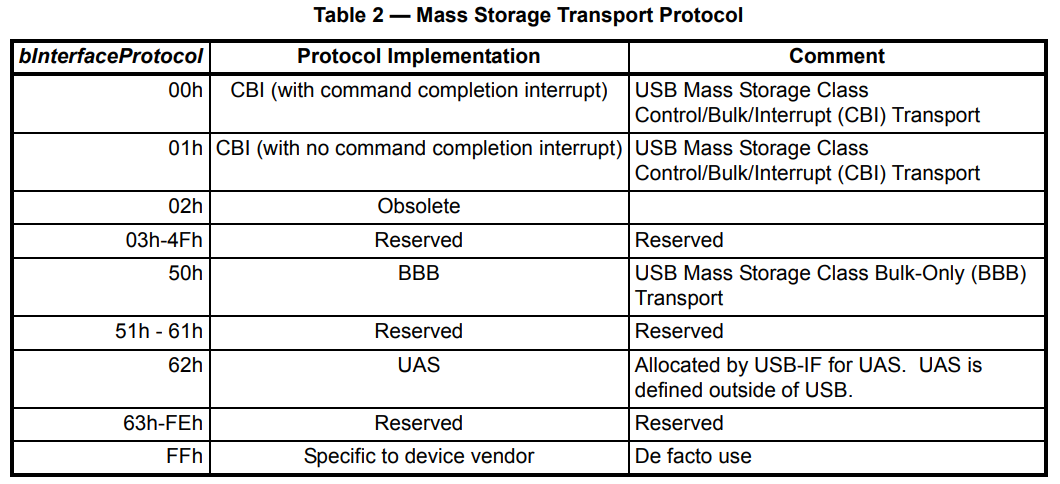 Table 2 — Mass Storage Transport Protocol
bInterfaceProtocol Protocol Implementation Comment
00h CBI (with command completion interrupt) USB Mass Storage Class
Control/Bulk/Interrupt (CBI) Transport
01h CBI (with no command completion interrupt) USB Mass Storage Class
Control/Bulk/Interrupt (CBI) Transport
02h Obsolete
03h-4Fh Reserved Reserved
50h BBB USB Mass Storage Class Bulk-Only (BBB)
Transport
51h - 61h Reserved Reserved
62h UAS Allocated by USB-IF for UAS.  UAS is
defined outside of USB.
63h-FEh Reserved Reserved
FFh Specific to device vendor De facto use